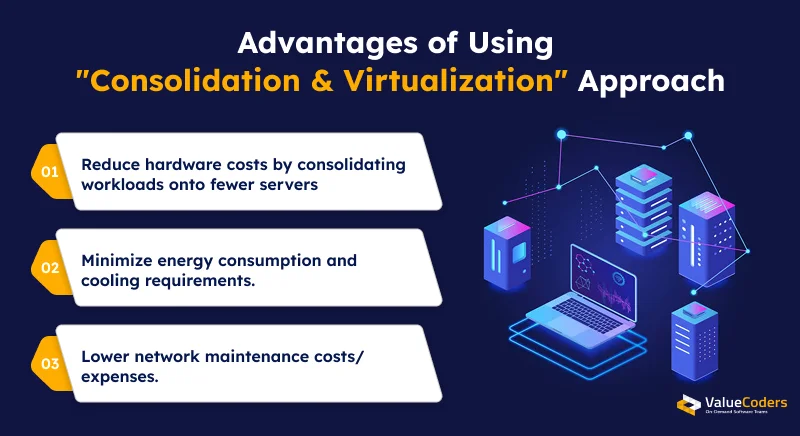 Advantages of Using
"Consolidation & Virtualization" Approach
01
Reduce hardware costs by consolidating
workloads onto fewer servers
02
Minimize energy consumption and
cooling requirements.
03
Lower network maintenance costs/
expenses.
ValueCoders
On-Demand Software Teams